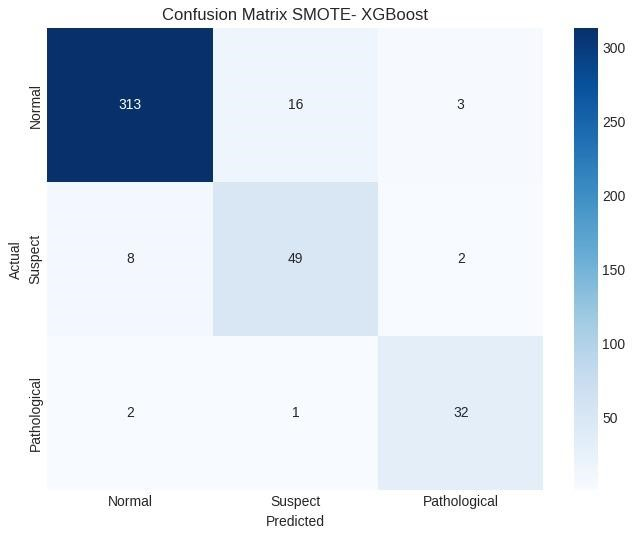 Confusion Matrix SMOTE- XGBoost
Actual
Normal
313 16 3
Suspect
8 49 2
Pathological
2 1 32
Normal Suspect Pathological
Predicted
300
250
200
150
100
50